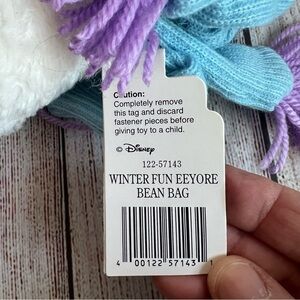 Caution:
Completely remove
this tag and discard
fastener pieces before
giving toy to a child.
© Disney
122-57143
WINTER FUN EEYORE
BEAN BAG
4 00122 57143